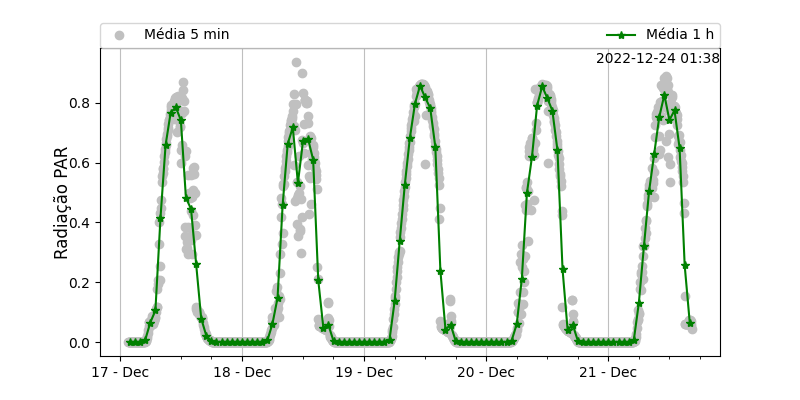 Média 5 min
Média 1 h
2022-12-24 01:38
Radiação PAR
0.8
0.6
0.4
0.2
0.0
17 - Dec
18 - Dec
19 - Dec
20 - Dec
21 - Dec